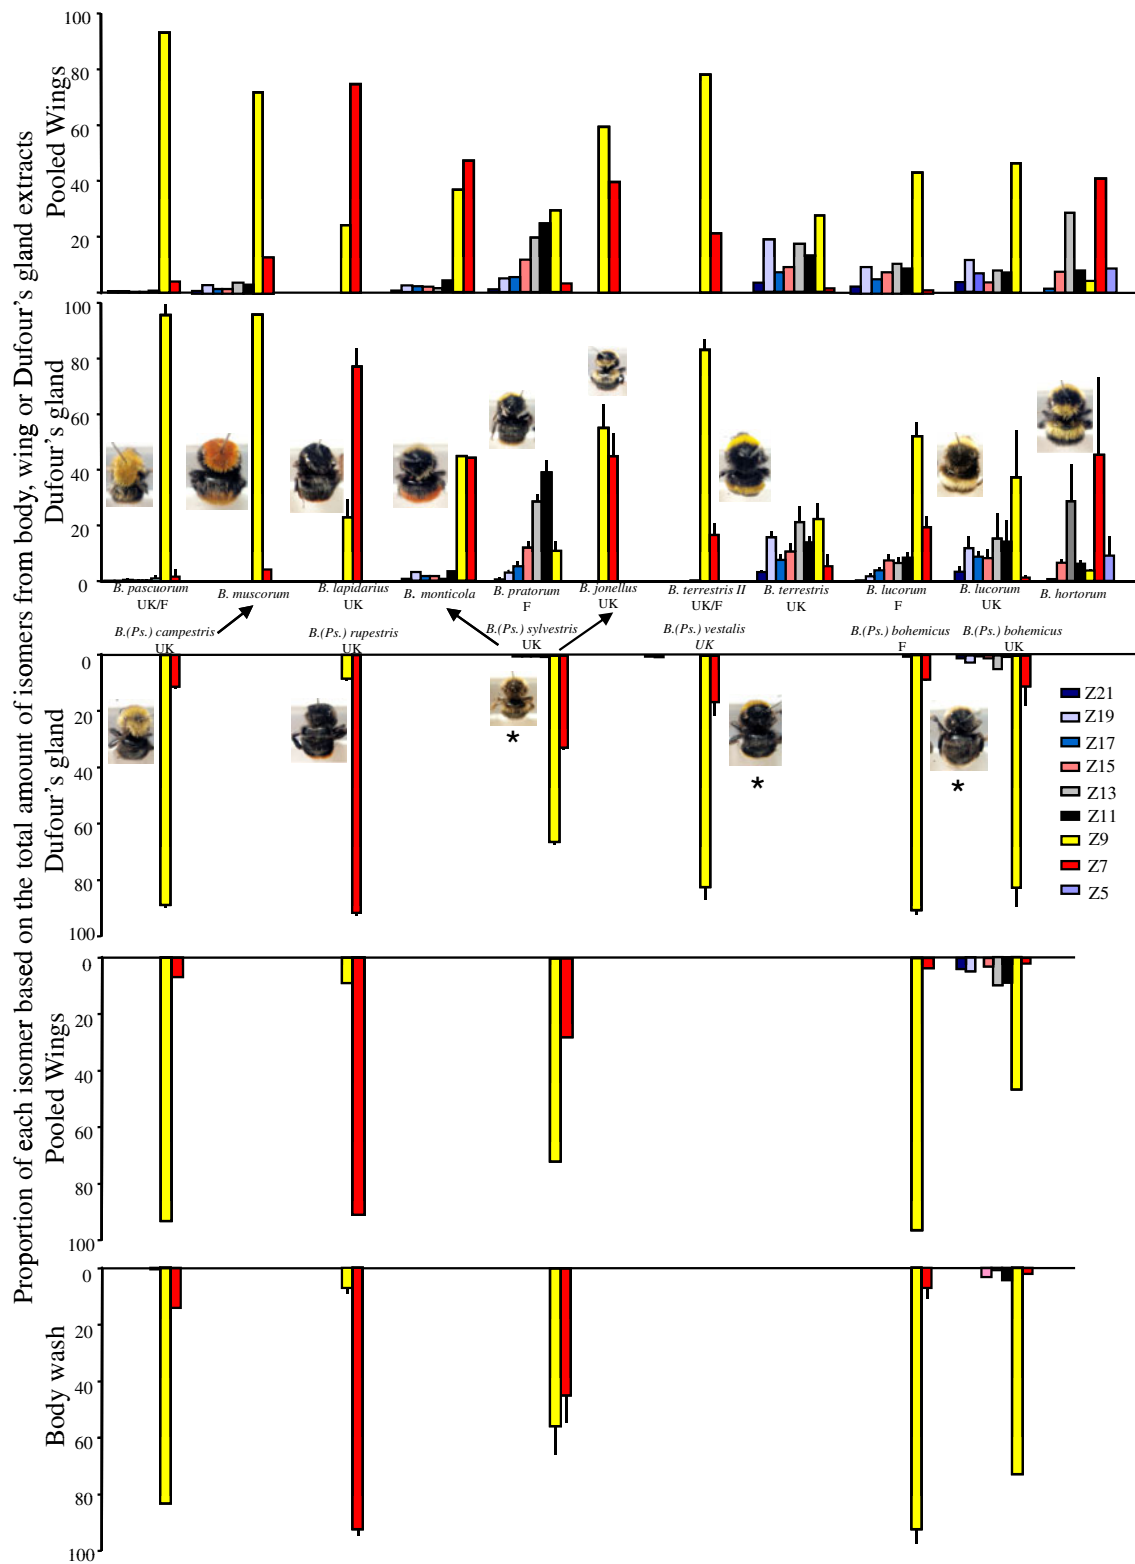 Proportion of each isomer based on the total amount of isomers from body, wing or Dufour's gland extracts
Pooled Wings
100
80
60
40
20
Dufour's gland
100
80
60
40
20
0
B. pascuorum
UK/F
B. muscorum
B. lapidarius
UK
B. monticola
B. pratorum
F
B. jonellus
UK
B. terrestris II
UK/F
B. terrestris
UK
B. lucorum
F
B. lucorum
UK
B. hortorum
B.(Ps.) campestris
UK
B.(Ps.) rupestris
UK
B.(Ps.) sylvestris
UK
B.(Ps.) vestalis
UK
B.(Ps.) bohemicus
F
B.(Ps.) bohemicus
UK
Dufour's gland
0
20
40
60
80
100
*
*
*
Z21
Z19
Z17
Z15
Z13
Z11
Z9
Z7
Z5
Pooled Wings
0
20
40
60
80
100
Body wash
0
20
40
60
80
100